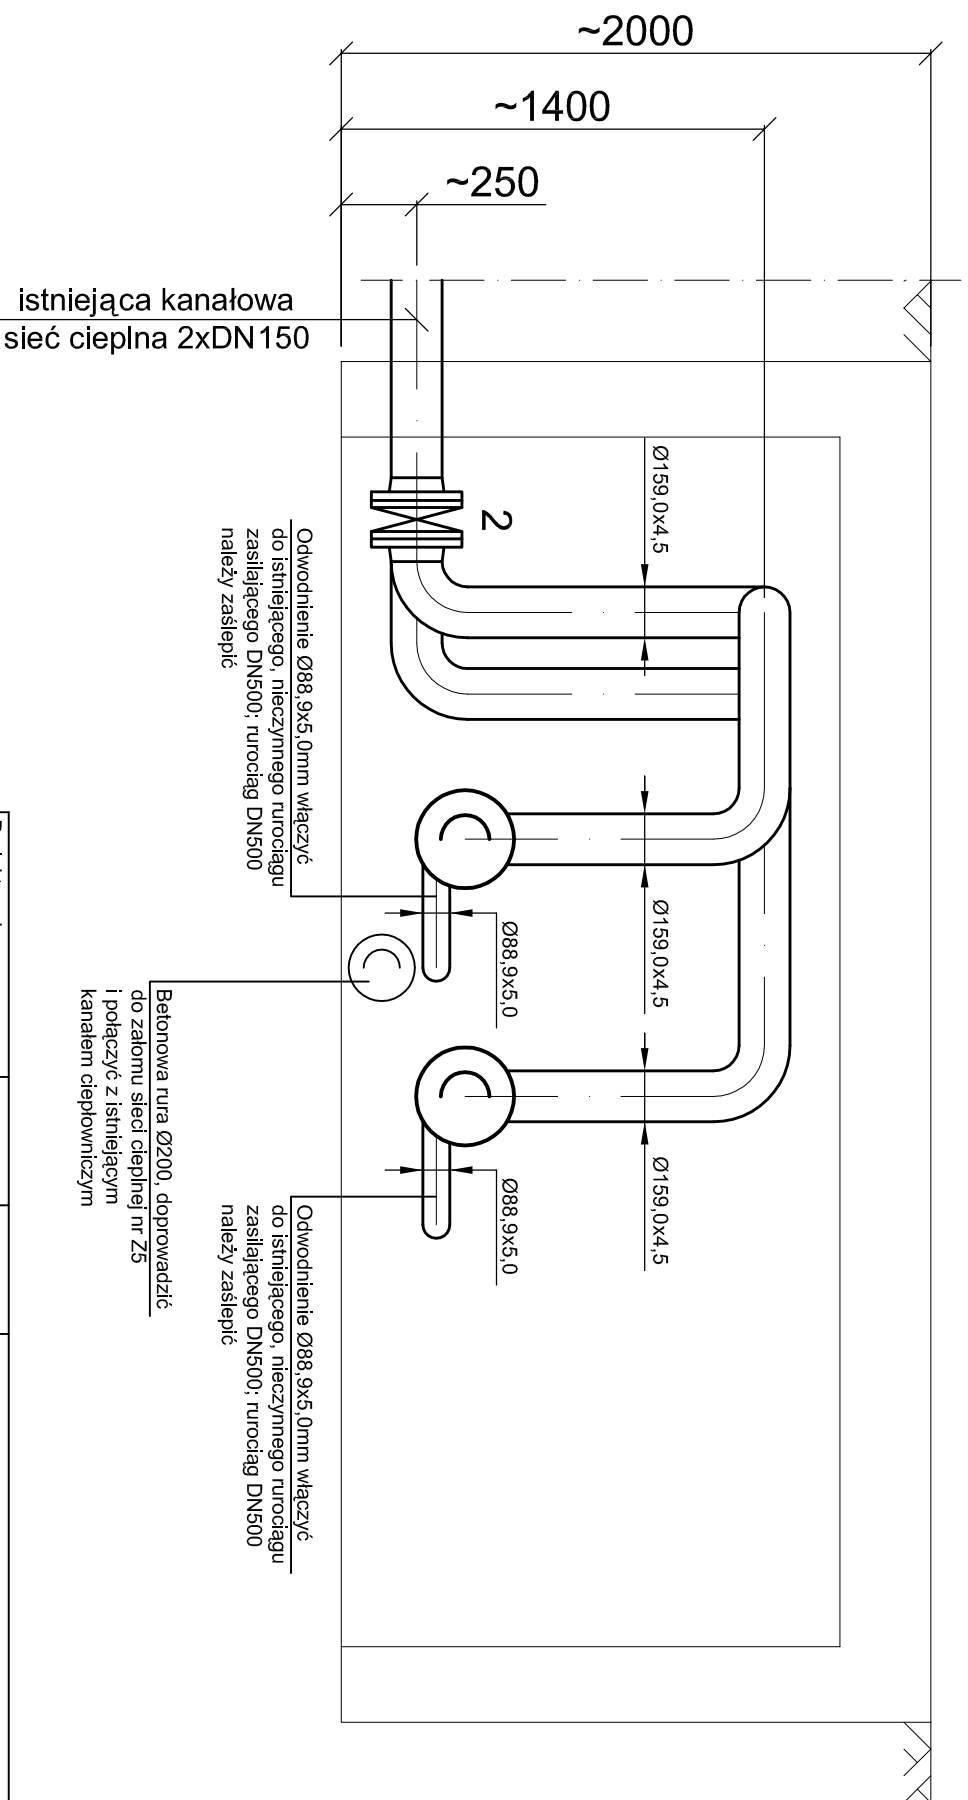 ~2000
~1400
~250
istniejąca kanałowa
sieć cieplna 2xDN150
2
Ø159,0x4,5
Ø159,0x4,5
Ø159,0x4,5
Ø88,9x5,0
Ø88,9x5,0
Odwodnienie Ø88,9x5,0mm włączyć
do istniejącego, nieczynnego rurociągu
zasilającego DN500; rurociąg DN500
należy zaślepić
Betonowa rura Ø200, doprowadzić
do załomu sieci cieplnej nr Z5
i połączyć z istniejącym
kanałem ciepłowniczym
Odwodnienie Ø88,9x5,0mm włączyć
do istniejącego, nieczynnego rurociągu
zasilającego DN500; rurociąg DN500
należy zaślepić